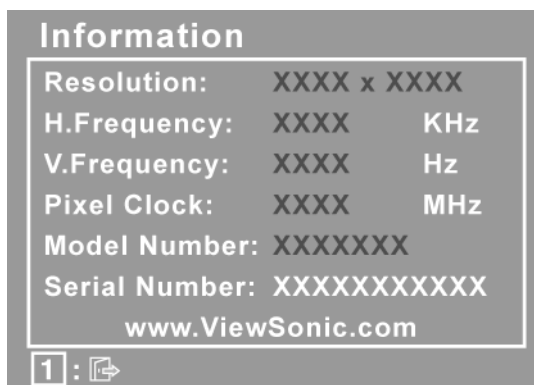 Information
Resolution: XXXX x XXXX
H.Frequency: XXXX KHz
V.Frequency: XXXX Hz
Pixel Clock: XXXX MHz
Model Number: XXXXXXX
Serial Number: XXXXXXXXXXX
www.ViewSonic.com
1 :